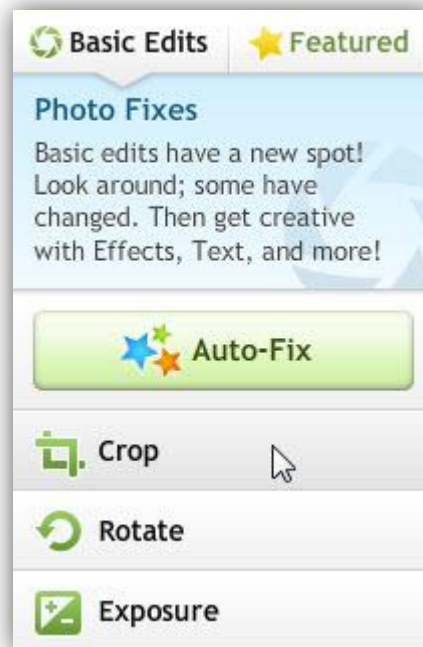 Basic Edits Featured
Photo Fixes
Basic edits have a new spot!
Look around; some have
changed. Then get creative
with Effects, Text, and more!
Auto-Fix
Crop
Rotate
Exposure